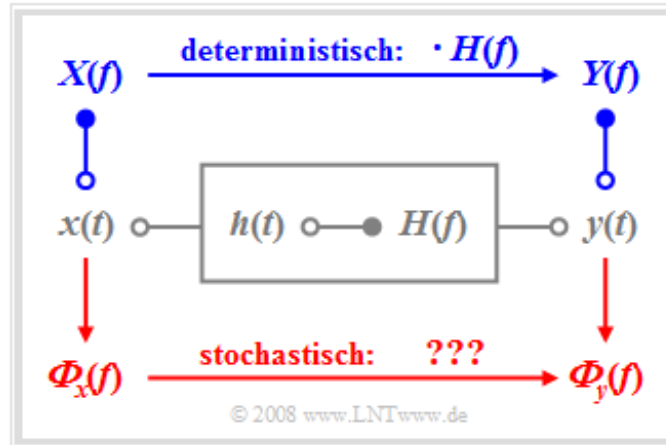 deterministisch: · H(f)
X(f) Y(f)
x(t) h(t) H(f) y(t)
stochastisch: ???
Φx(f) Φy(f)
© 2008 www.LNTwww.de